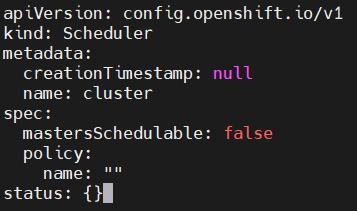 apiVersion: config.openshift.io/v1
kind: Scheduler
metadata:
  creationTimestamp: null
  name: cluster
spec:
  mastersSchedulable: false
  policy:
    name: ""
status: {}